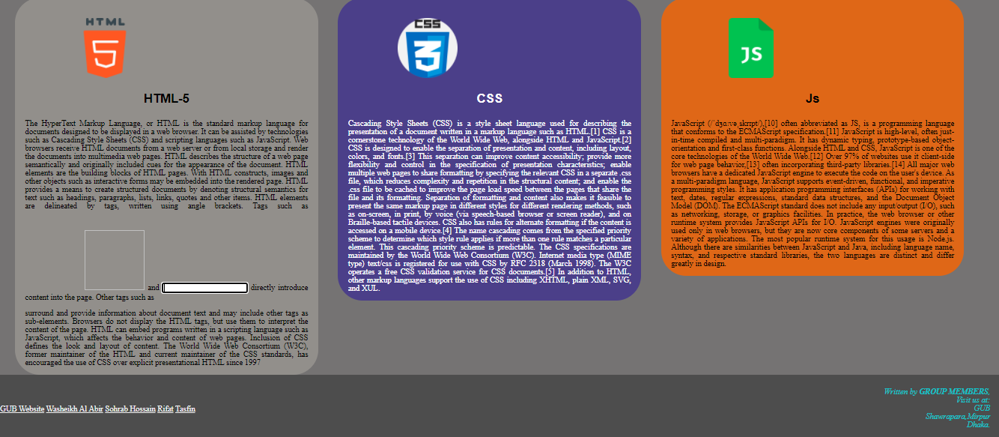 HTML
5
HTML-5
The HyperText Markup Language, or HTML is the standard markup language for
documents designed to be displayed in a web browser. It can be assisted by technologies
such as Cascading Style Sheets (CSS) and scripting languages such as JavaScript. Web
browsers receive HTML documents from a web server or from local storage and render
the documents into multimedia web pages. HTML describes the structure of a web page
semantically and originally included cues for the appearance of the document. HTML
elements are the building blocks of HTML pages. With HTML constructs, images and
other objects such as interactive forms may be embedded into the rendered page. HTML
provides a means to create structured documents by denoting structural semantics for
text such as headings, paragraphs, lists, links, quotes and other items. HTML elements
are delineated by tags, written using angle brackets. Tags such as
and directly introduce
content into the page. Other tags such as
surround and provide information about document text and may include other tags as
sub-elements. Browsers do not display the HTML tags, but use them to interpret the
content of the page. HTML can embed programs written in a scripting language such as
JavaScript, which affects the behavior and content of web pages. Inclusion of CSS
defines the look and layout of content. The World Wide Web Consortium (W3C),
former maintainer of the HTML and current maintainer of the CSS standards, has
encouraged the use of CSS over explicit presentational HTML since 1997
CSS
3
CSS
Cascading Style Sheets (CSS) is a style sheet language used for describing the
presentation of a document written in a markup language such as HTML.[1] CSS is a
cornerstone technology of the World Wide Web, alongside HTML and JavaScript.[2]
CSS is designed to enable the separation of presentation and content, including layout,
colors, and fonts.[3] This separation can improve content accessibility; provide more
flexibility and control in the specification of presentation characteristics; enable
multiple web pages to share formatting by specifying the relevant CSS in a separate .css
file, which reduces complexity and repetition in the structural content; and enable the
.css file to be cached to improve the page load speed between the pages that share the
file and its formatting. Separation of formatting and content also makes it feasible to
present the same markup page in different styles for different rendering methods, such
as on-screen, in print, by voice (via speech-based browser or screen reader), and on
Braille-based tactile devices. CSS also has rules for alternate formatting if the content is
accessed on a mobile device.[4] The name cascading comes from the specified priority
scheme to determine which style rule applies if more than one rule matches a particular
element. This cascading priority scheme is predictable. The CSS specifications are
maintained by the World Wide Web Consortium (W3C). Internet media type (MIME
type) text/css is registered for use with CSS by RFC 2318 (March 1998). The W3C
operates a free CSS validation service for CSS documents.[5] In addition to HTML,
other markup languages support the use of CSS including XHTML, plain XML, SVG,
and XUL.
JS
Js
JavaScript (/ˈdʒɑːvəˌskrɪpt/),[10] often abbreviated as JS, is a programming language
that conforms to the ECMAScript specification.[11] JavaScript is high-level, often just-
in-time compiled and multi-paradigm. It has dynamic typing, prototype-based object-
orientation and first-class functions. Alongside HTML and CSS, JavaScript is one of the
core technologies of the World Wide Web.[12] Over 97% of websites use it client-side
for web page behavior,[13] often incorporating third-party libraries.[14] All major web
browsers have a dedicated JavaScript engine to execute the code on the user's device. As
a multi-paradigm language, JavaScript supports event-driven, functional, and imperative
programming styles. It has application programming interfaces (APIs) for working with
text, dates, regular expressions, standard data structures, and the Document Object
Model (DOM). The ECMAScript standard does not include any input/output (I/O), such
as networking, storage, or graphics facilities. In practice, the web browser or other
runtime system provides JavaScript APIs for I/O. JavaScript engines were originally
used only in web browsers, but they are now core components of some servers and a
variety of applications. The most popular runtime system for this usage is Node.js.
Although there are similarities between JavaScript and Java, including language name,
syntax, and respective standard libraries, the two languages are distinct and differ
greatly in design.
GUB Website Washeikh Al Abir Sohrab Hossain Rifat Tasfin
Written by GROUP MEMBERS,
Visit us at:
GUB
Shawrapara,Mirpur
Dhaka.